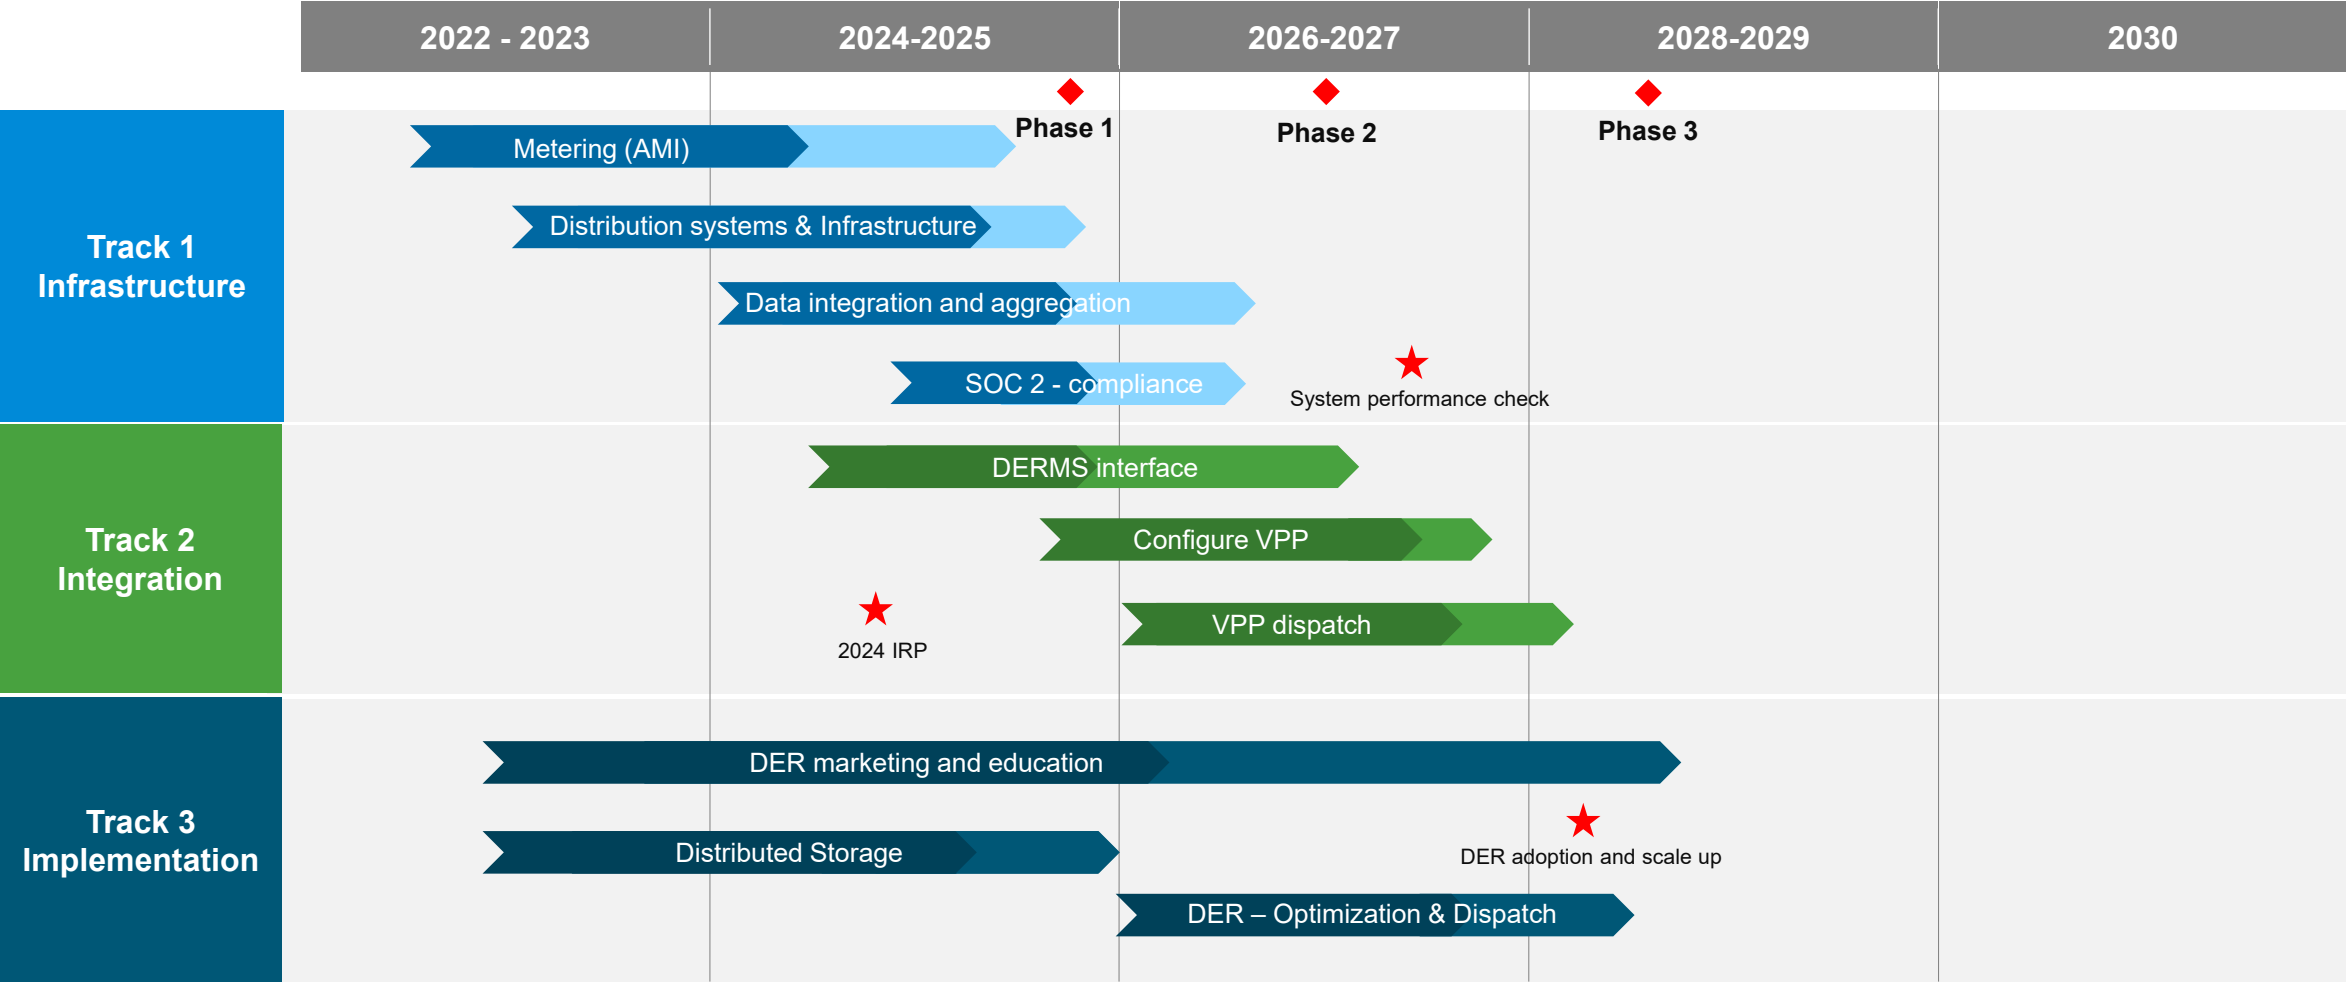 2022 - 2023
2024-2025
2026-2027
2028-2029
2030
Phase 1
Phase 2
Phase 3
Track 1
Infrastructure
Metering (AMI)
Distribution systems & Infrastructure
Data integration and aggregation
SOC 2 - compliance
System performance check
Track 2
Integration
DERMS interface
Configure VPP
VPP dispatch
2024 IRP
Track 3
Implementation
DER marketing and education
Distributed Storage
DER adoption and scale up
DER – Optimization & Dispatch